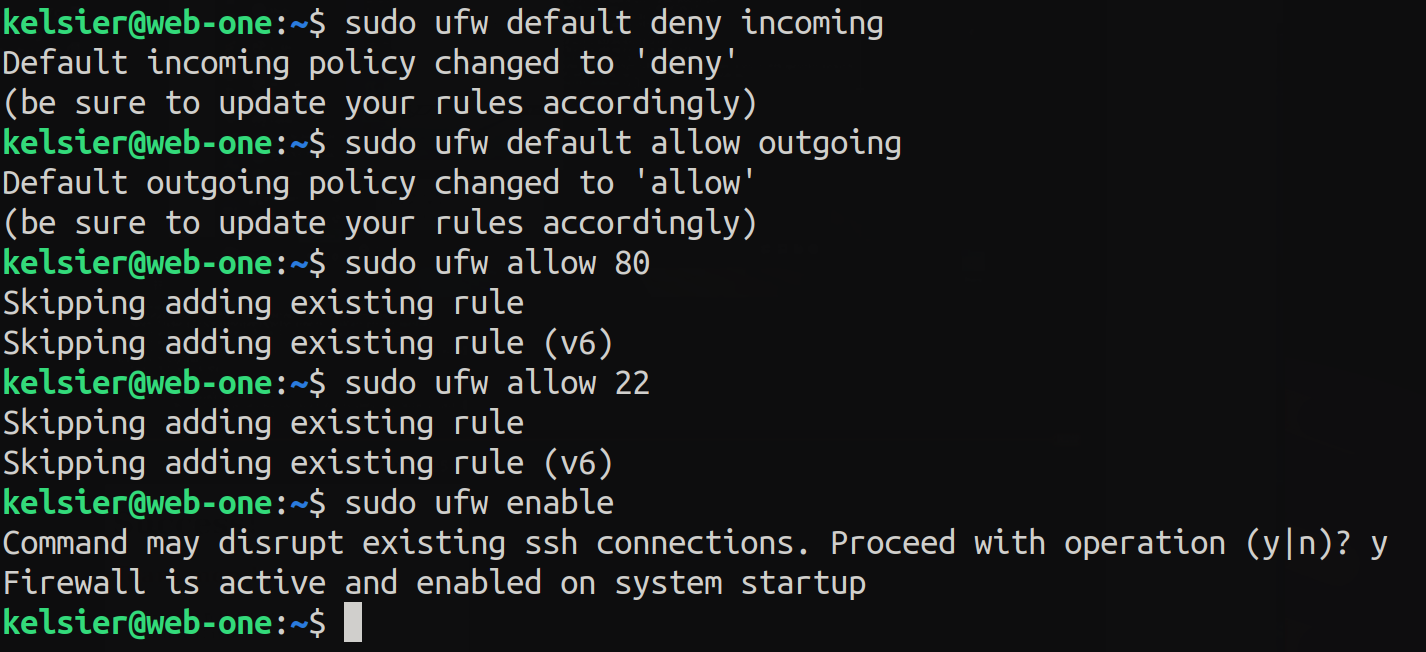 kelsier@web-one:~$ sudo ufw default deny incoming
Default incoming policy changed to 'deny'
(be sure to update your rules accordingly)
kelsier@web-one:~$ sudo ufw default allow outgoing
Default outgoing policy changed to 'allow'
(be sure to update your rules accordingly)
kelsier@web-one:~$ sudo ufw allow 80
Skipping adding existing rule
Skipping adding existing rule (v6)
kelsier@web-one:~$ sudo ufw allow 22
Skipping adding existing rule
Skipping adding existing rule (v6)
kelsier@web-one:~$ sudo ufw enable
Command may disrupt existing ssh connections. Proceed with operation (y|n)? y
Firewall is active and enabled on system startup
kelsier@web-one:~$